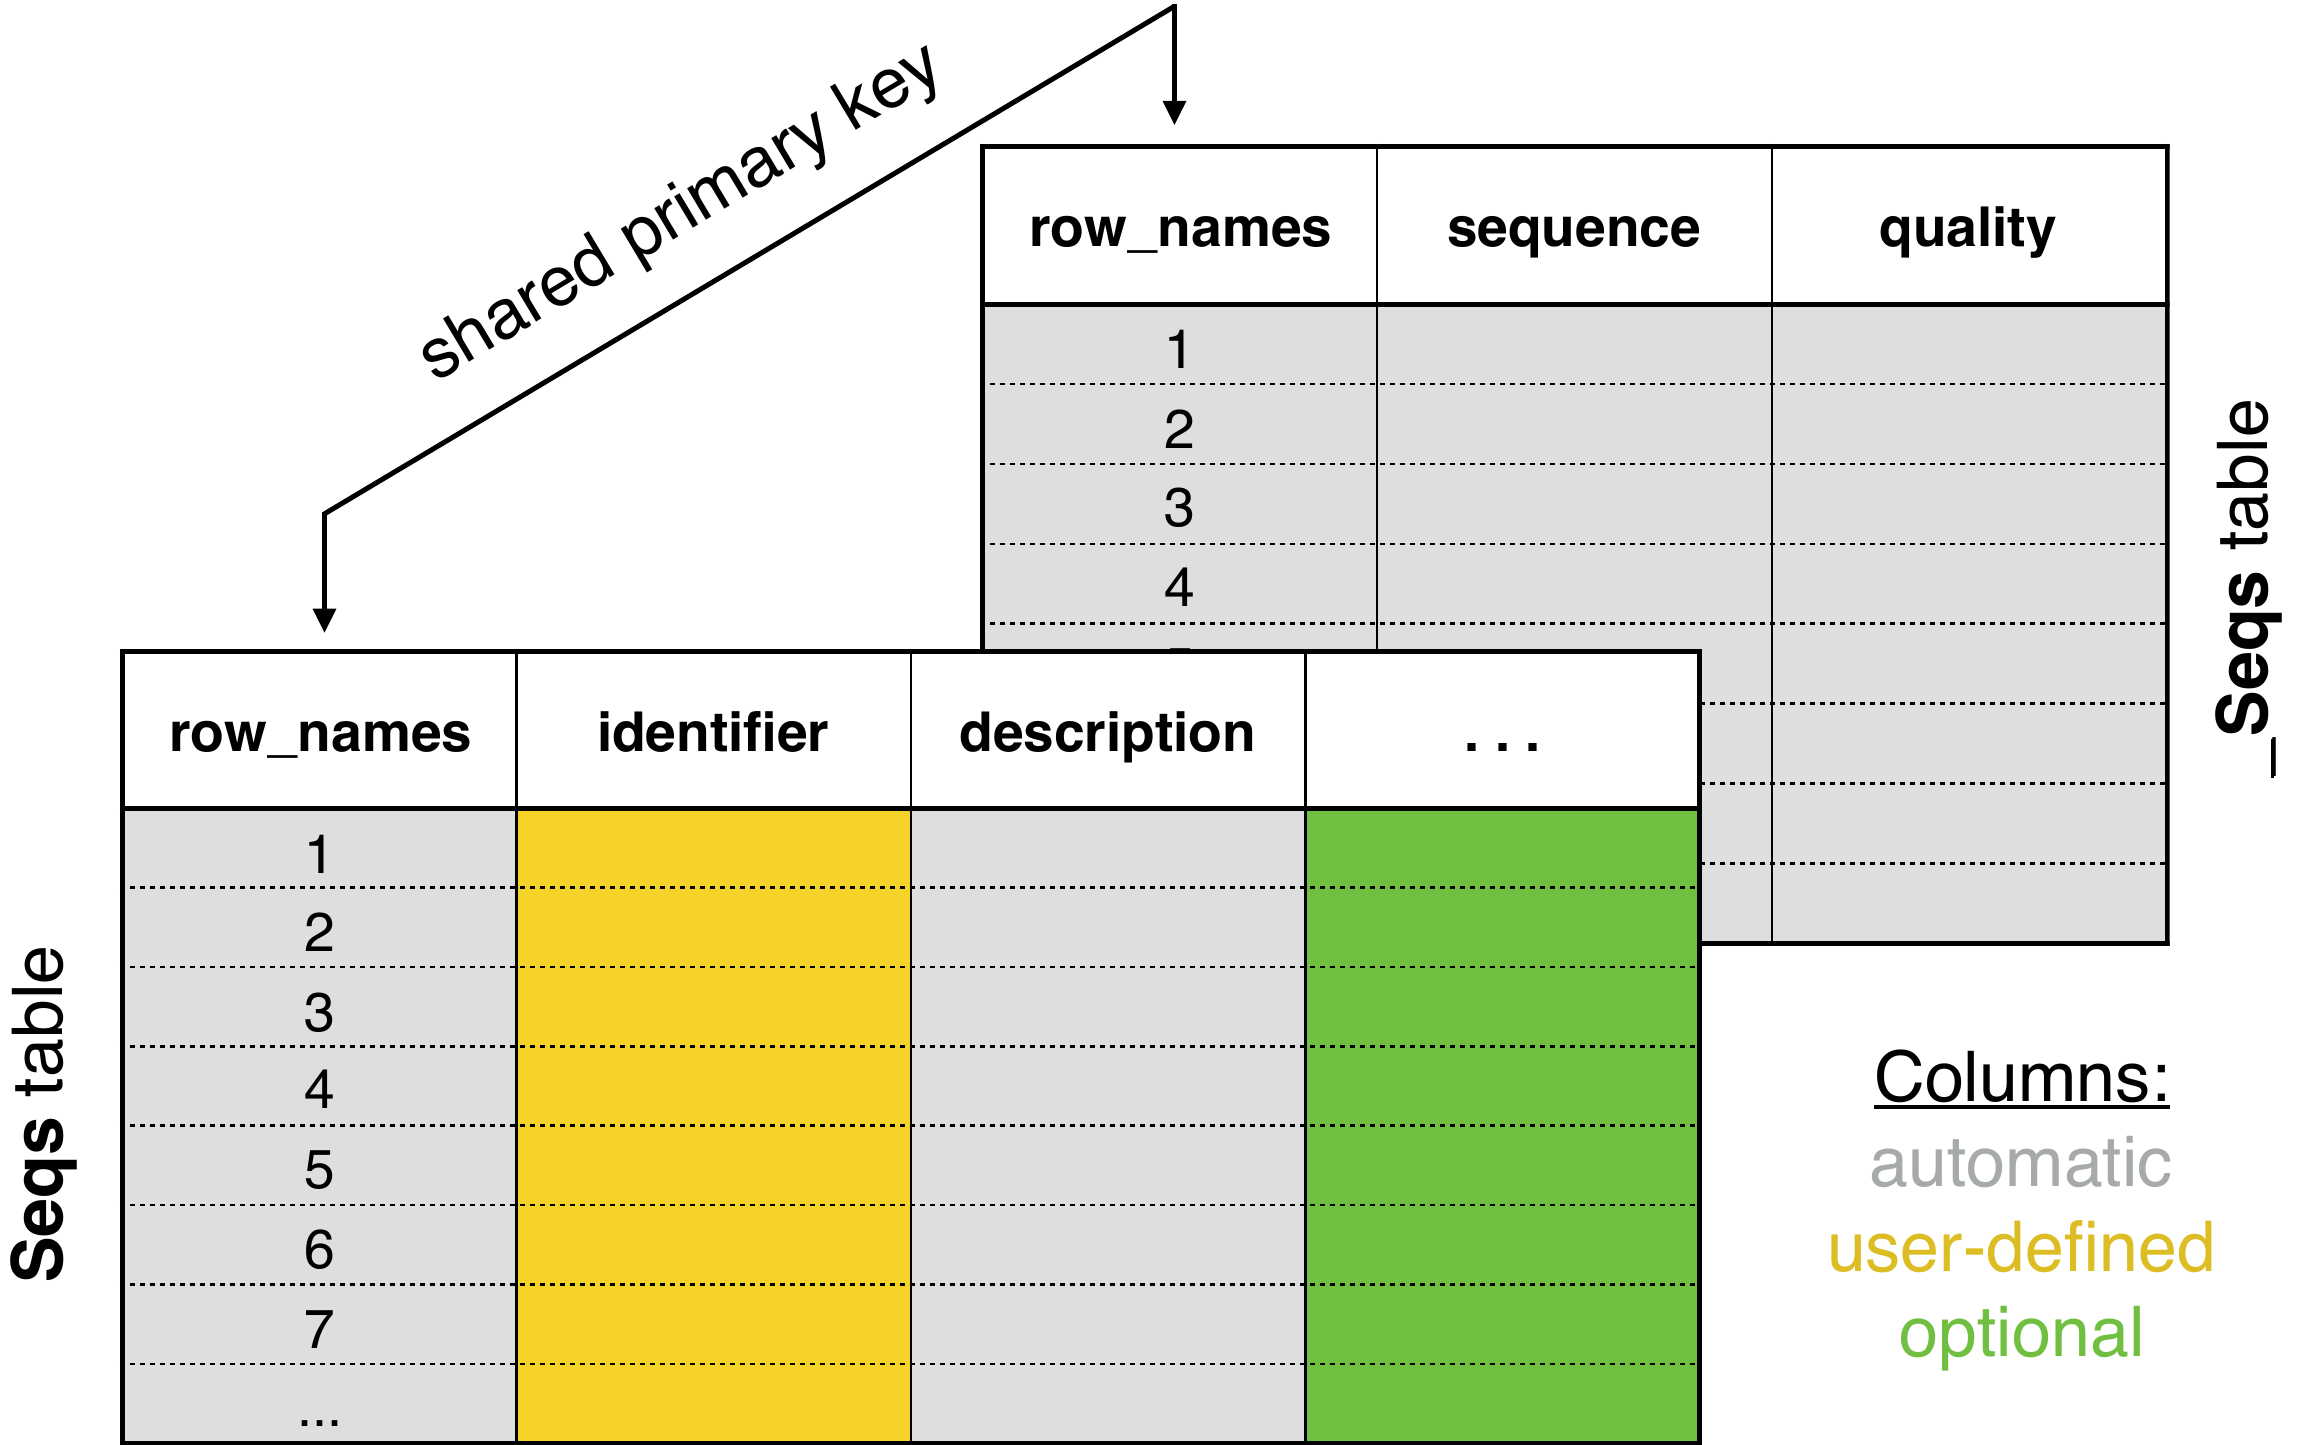 shared primary key
row_names sequence quality
1
2
3
4
_Seqs table
row_names identifier description . . .
1
2
3
4
5
6
7
...
Seqs table
Columns:
automatic
user-defined
optional